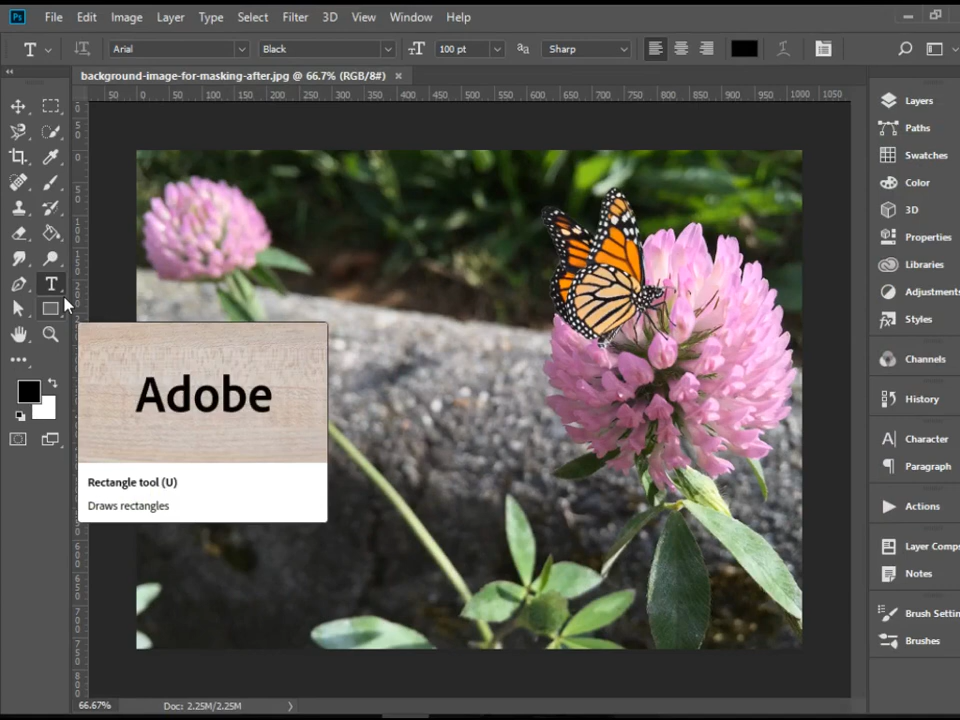 Ps File Edit Image Layer Type Select Filter 3D View Window Help
T Arial Black 100 pt Sharp
background-image-for-masking-after.jpg @ 66.7% (RGB/8#) ×
50 0 50 100 150 200 250 300 350 400 450 500 550 600 650 700 750 800 850 900 950 1000 1050
Layers
Paths
Swatches
Color
3D
Properties
Libraries
Adjustments
Styles
Channels
History
Character
Paragraph
Actions
Layer Comps
Notes
Brush Settin
Brushes
Adobe
Rectangle tool (U)
Draws rectangles
66.67% Doc: 2.25M/2.25M